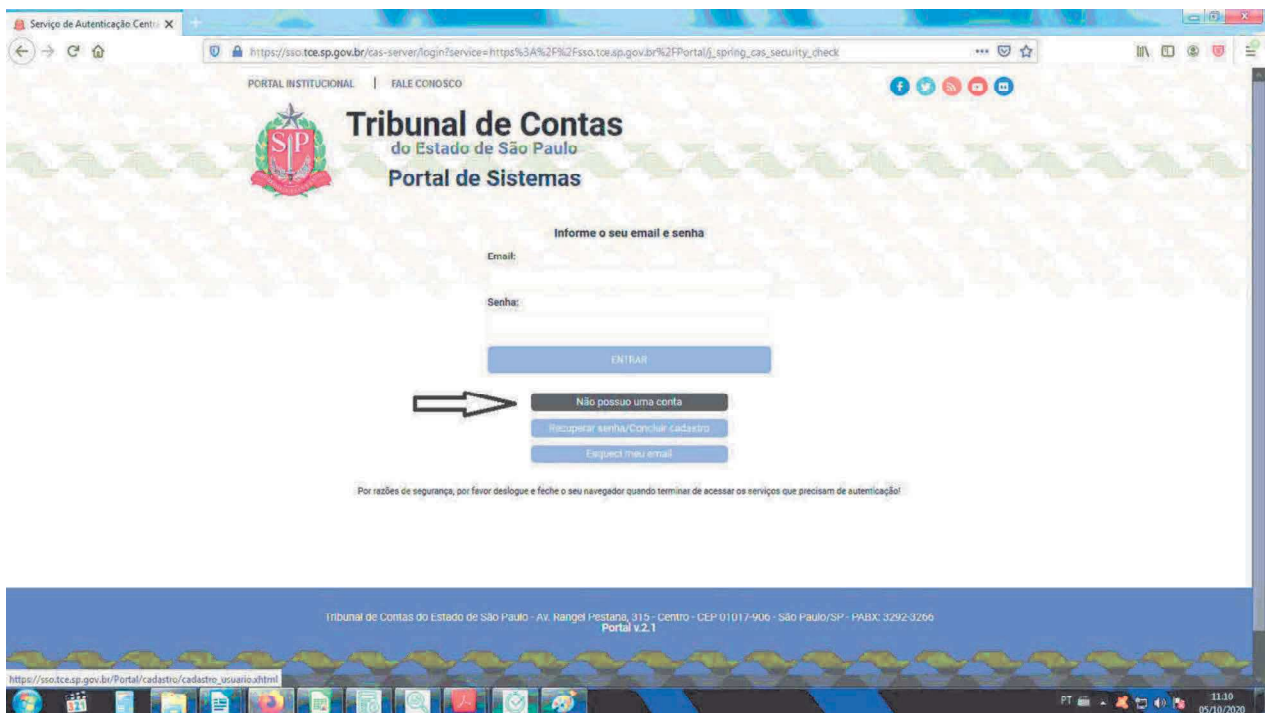 Serviço de Autenticação Centr
https://sso.tce.sp.gov.br/cas-server/login?service=https%3A%2F%2Fsso.tce.sp.gov.br%2FPortal/j_spring_cas_security_check
PORTAL INSTITUCIONAL | FALE CONOSCO
SP
Tribunal de Contas
do Estado de São Paulo
Portal de Sistemas
Informe o seu email e senha
Email:
Senha:
ENTRAR
Não possuo uma conta
Recuperar senha/Concluir cadastro
Esqueci meu email
Por razões de segurança, por favor deslogue e feche o seu navegador quando terminar de acessar os serviços que precisam de autenticação!
Tribunal de Contas do Estado de São Paulo - Av. Rangel Pestana, 315 - Centro - CEP 01017-906 - São Paulo/SP - PABX: 3292-3266
Portal v.2.1
https://sso.tce.sp.gov.br/Portal/cadastro/cadastro_usuario.xhtml
321
PT
11:10
05/10/2020